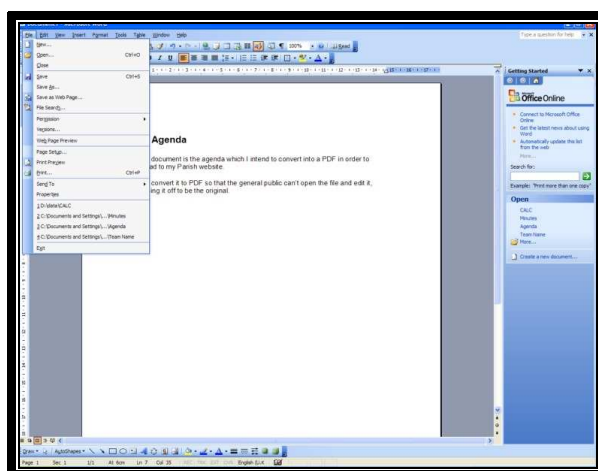 File Edit View Insert Format Tools Table Window Help
Type a question for help
New...
Open... Ctrl+O
Close
Save Ctrl+S
Save As...
Save as Web Page...
File Search...
Permission
Versions...
Web Page Preview
Page Setup...
Print Preview
Print... Ctrl+P
Send To
Properties
1 D:\data\CALC
2 C:\Documents and Settings\...\Minutes
3 C:\Documents and Settings\...\Agenda
4 C:\Documents and Settings\...\Team Name
Exit
100%
Read
Agenda
document is the agenda which I intend to convert into a PDF in order to
ad to my Parish website.
convert it to PDF so that the general public can't open the file and edit it,
ing it off to be the original.
Getting Started
Office Online
Connect to Microsoft Office
Online
Get the latest news about using
Word
Automatically update this list
from the web
More...
Search for:
Example: "Print more than one copy"
Open
CALC
Minutes
Agenda
Team Name
More...
Create a new document...
Draw AutoShapes
Page 1 Sec 1 1/1 At 6cm Ln 7 Col 35 English (U.K